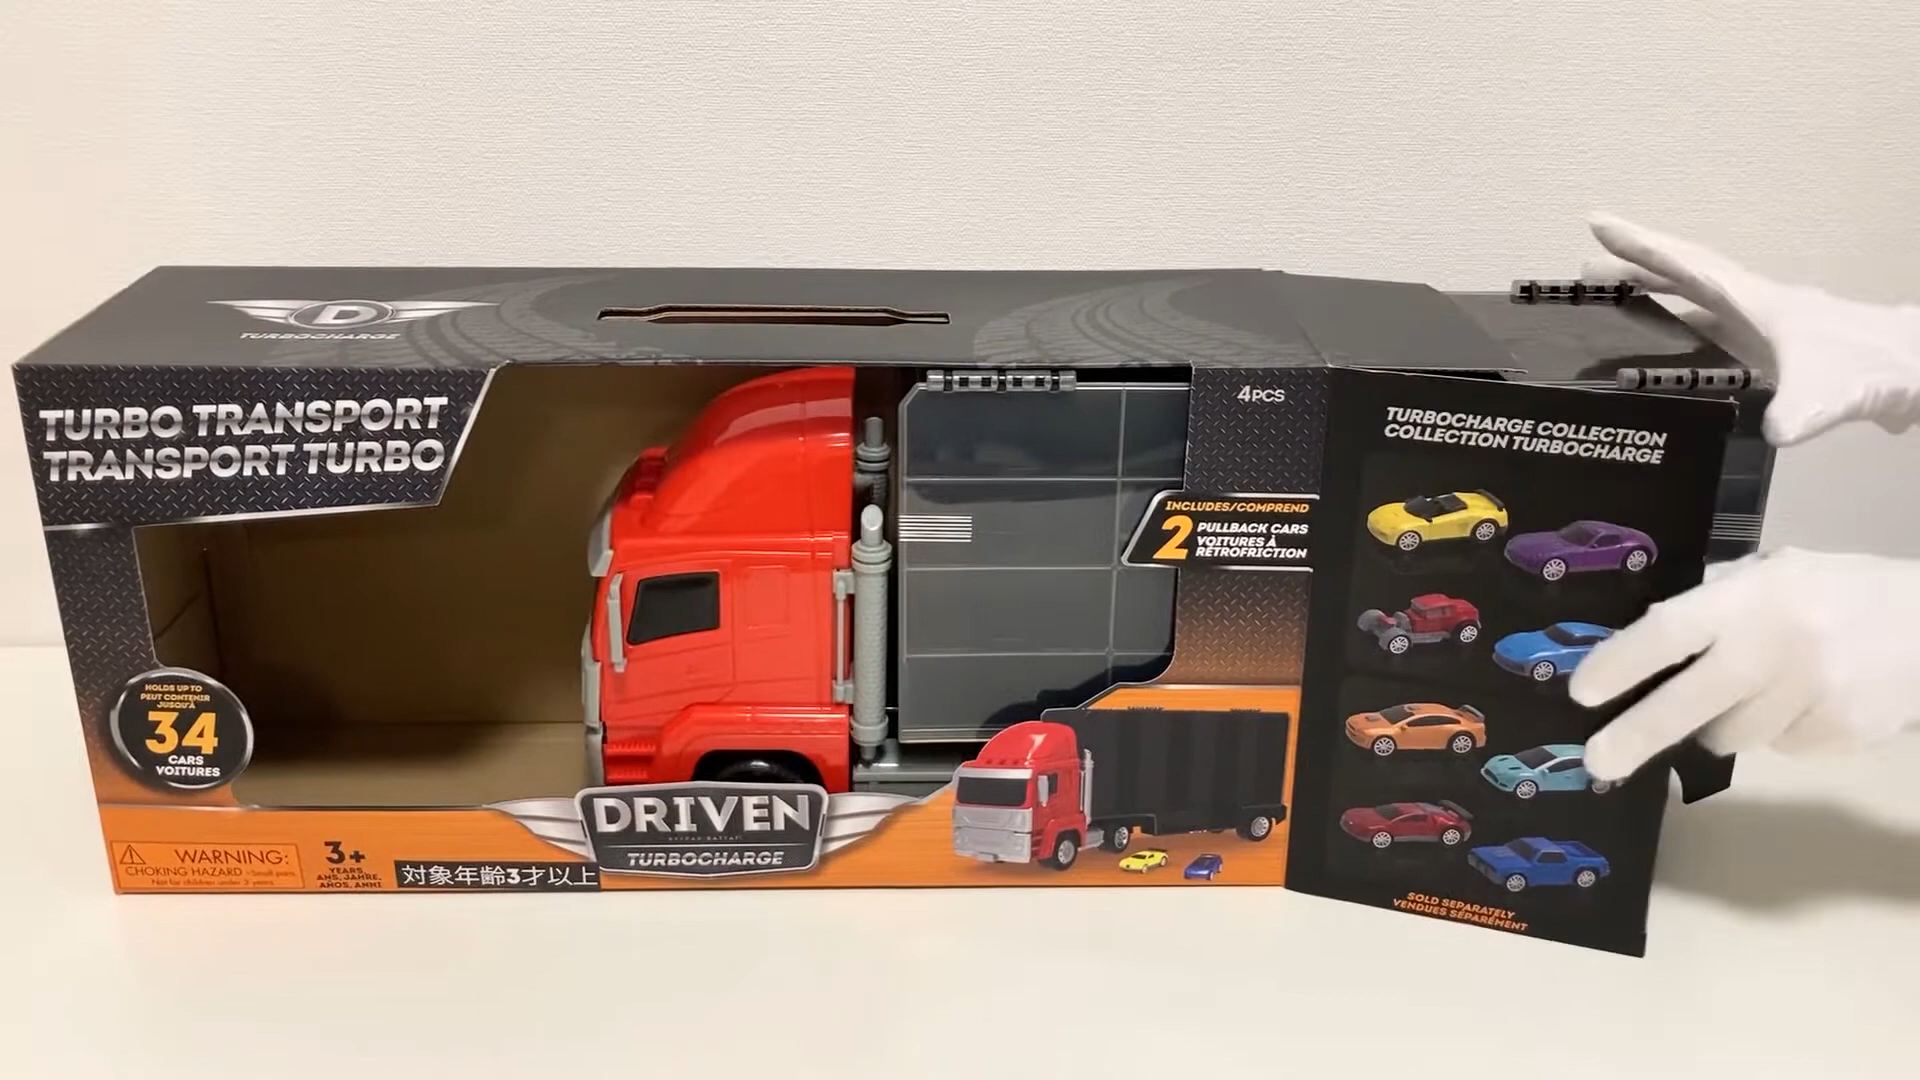 D
TURBOCHARGE
TURBO TRANSPORT
TRANSPORT TURBO
HOLDS UP TO
PEUT CONTENIR
JUSQU'À
34
CARS
VOITURES
WARNING:
CHOKING HAZARD - Small parts
Not for children under 3 years
3+
YEARS
ANS, JAHRE,
AÑOS, ANNI
対象年齢3才以上
DRIVEN
TURBOCHARGE
4PCS
INCLUDES/COMPREND
2
PULLBACK CARS
VOITURES À
RÉTROFRICTION
TURBOCHARGE COLLECTION
COLLECTION TURBOCHARGE
SOLD SEPARATELY
VENDUES SÉPARÉMENT